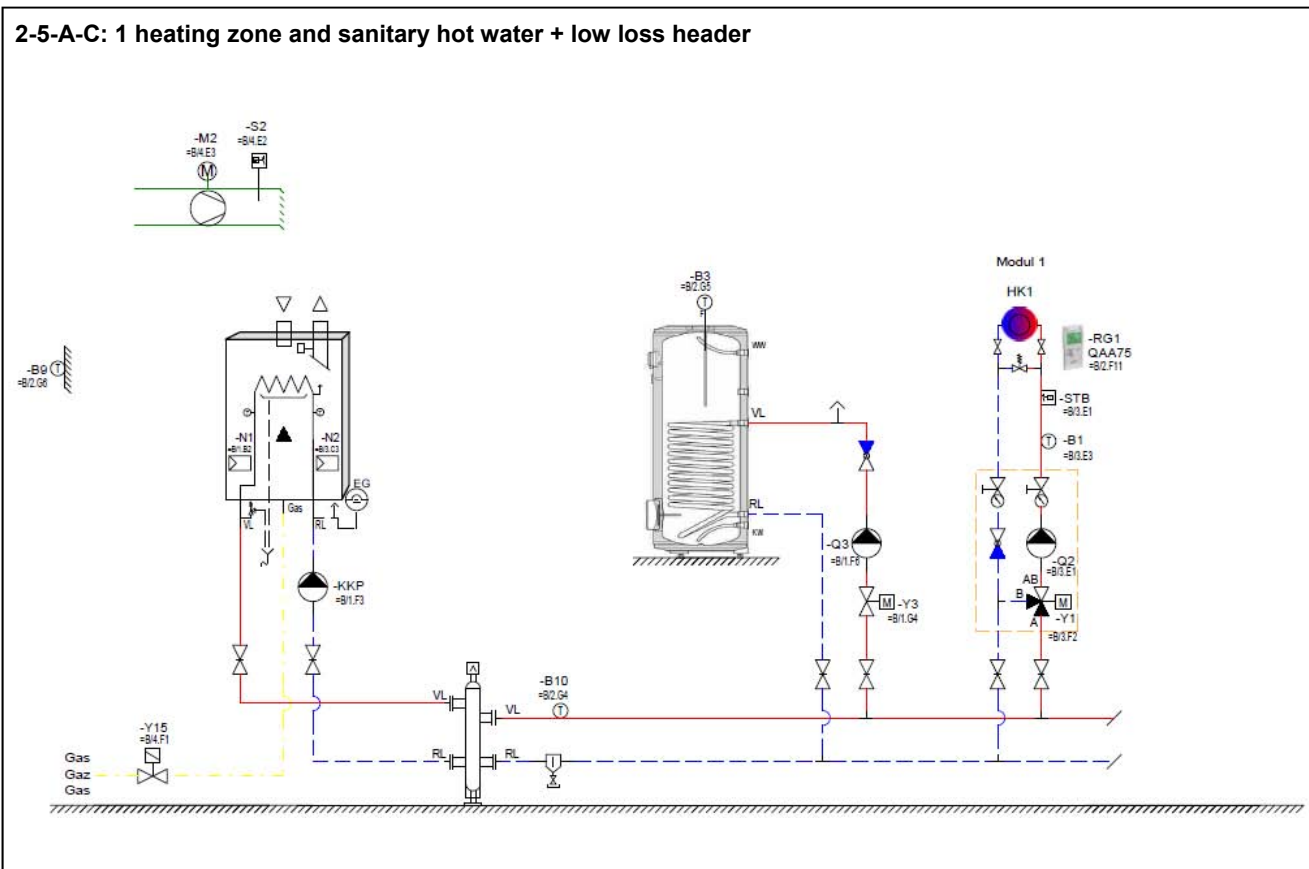 2-5-A-C: 1 heating zone and sanitary hot water + low loss header
-M2
=B/4.E3
M
-S2
=B/4.E2
-B9
=B/2.G6
T
-N1
=B/1.B2
-N2
=B/3.C3
EG
VL
Gas
RL
-KKP
=B/1.F3
-Y15
=B/4.F1
Gas
Gaz
Gas
VL
VL
RL
RL
-B10
=B/2.G4
T
-B3
=B/2.G5
T
F
WW
VL
RL
KW
-Q3
=B/1.F6
M
-Y3
=B/1.G4
Modul 1
HK1
-RG1
QAA75
=B/2.F11
-STB
=B/3.E1
T
-B1
=B/3.E3
-Q2
=B/3.E1
AB
B
A
M
-Y1
=B/3.F2